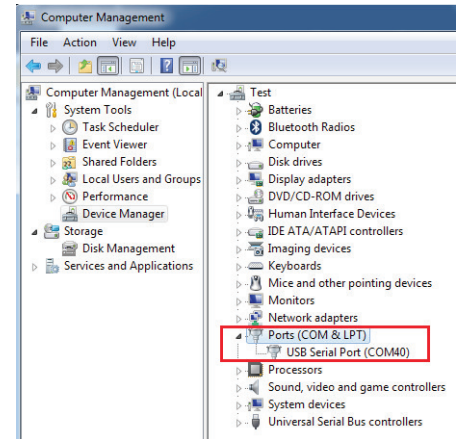 Computer Management
File Action View Help
Computer Management (Local
System Tools
Task Scheduler
Event Viewer
Shared Folders
Local Users and Groups
Performance
Device Manager
Storage
Disk Management
Services and Applications
Test
Batteries
Bluetooth Radios
Computer
Disk drives
Display adapters
DVD/CD-ROM drives
Human Interface Devices
IDE ATA/ATAPI controllers
Imaging devices
Keyboards
Mice and other pointing devices
Monitors
Network adapters
Ports (COM & LPT)
USB Serial Port (COM40)
Processors
Sound, video and game controllers
System devices
Universal Serial Bus controllers